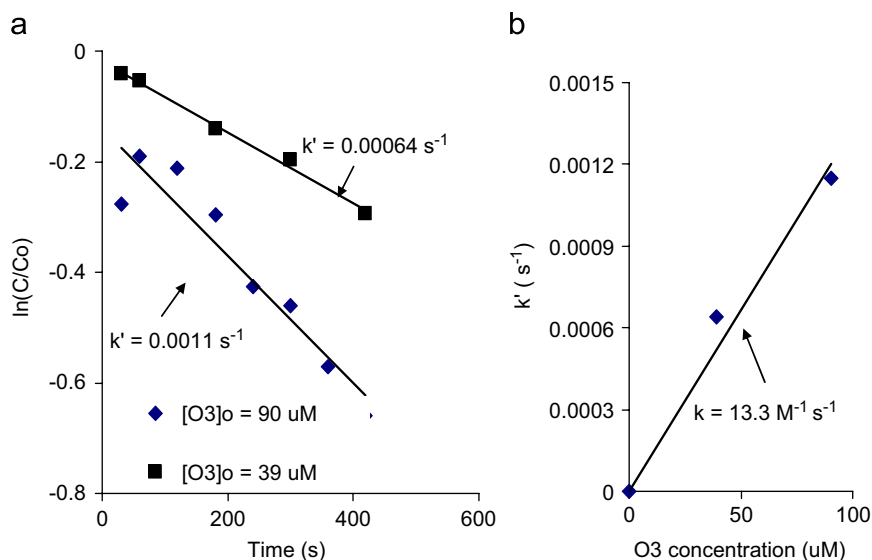 a
0
-0.2
-0.4
-0.6
-0.8
ln(C/Co)
k' = 0.00064 s⁻¹
k' = 0.0011 s⁻¹
[O3]o = 90 uM
[O3]o = 39 uM
0
200
400
600
Time (s)
b
0.0015
0.0012
0.0009
0.0006
0.0003
0
k' ( s⁻¹)
k = 13.3 M⁻¹ s⁻¹
0
50
100
O3 concentration (uM)